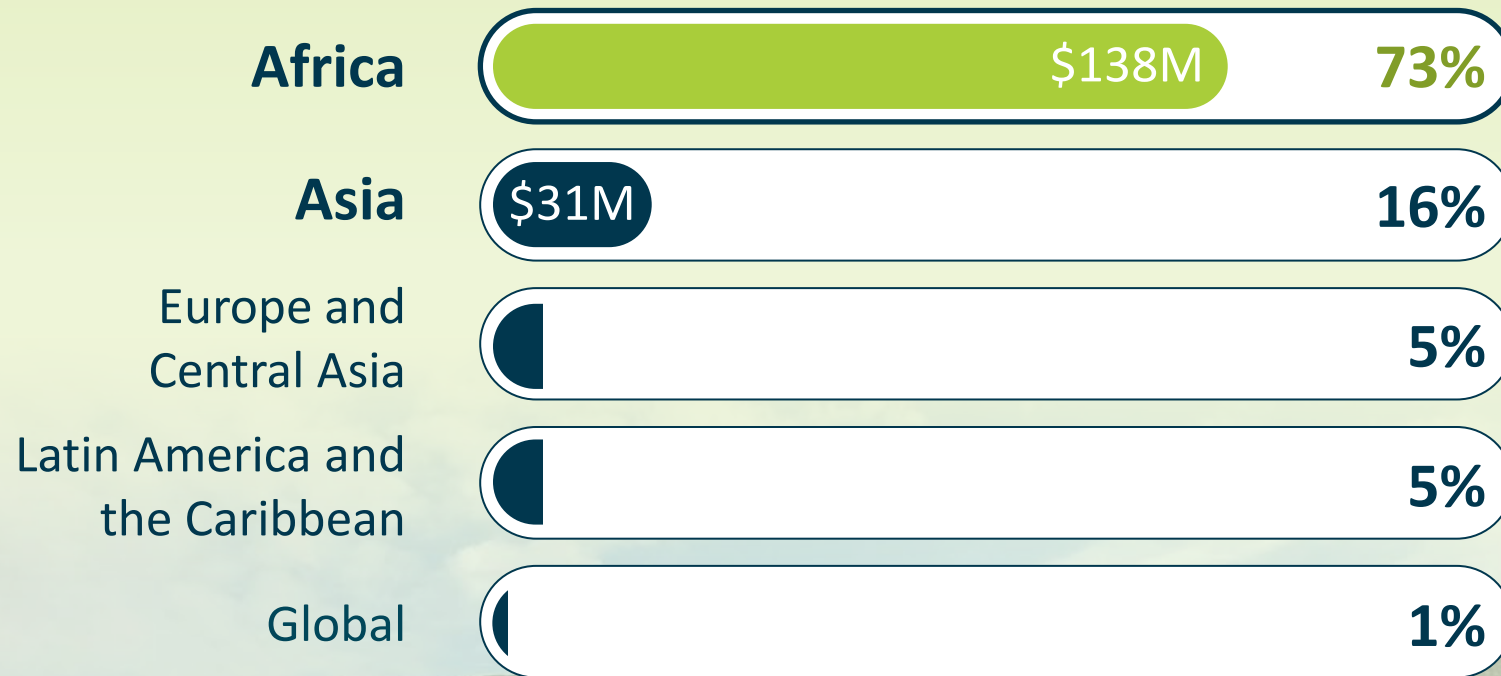 Africa $138M 73%
Asia $31M 16%
Europe and
Central Asia 5%
Latin America and
the Caribbean 5%
Global 1%